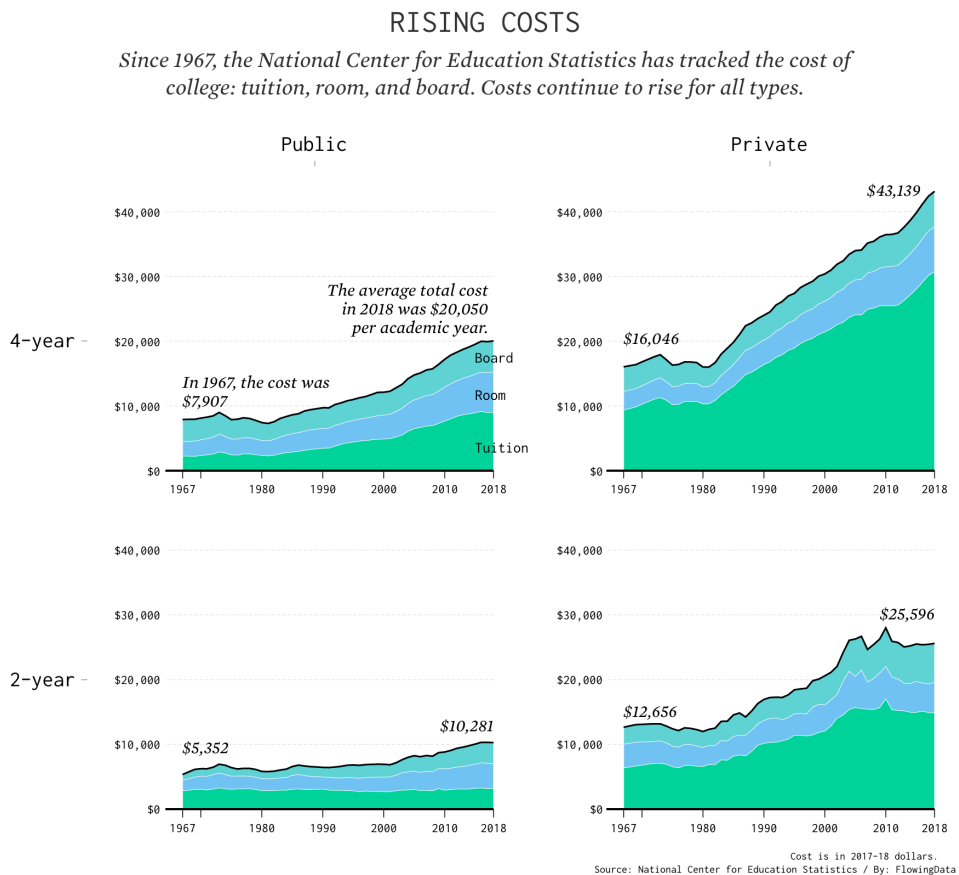 RISING COSTS
Since 1967, the National Center for Education Statistics has tracked the cost of
college: tuition, room, and board. Costs continue to rise for all types.
Public
Private
4-year
$40,000
$30,000
$20,000
$10,000
$0
In 1967, the cost was
$7,907
The average total cost
in 2018 was $20,050
per academic year.
Board
Room
Tuition
1967 1980 1990 2000 2010 2018
$40,000
$30,000
$20,000
$10,000
$0
$16,046
$43,139
1967 1980 1990 2000 2010 2018
2-year
$40,000
$30,000
$20,000
$10,000
$0
$5,352
$10,281
1967 1980 1990 2000 2010 2018
$40,000
$30,000
$20,000
$10,000
$0
$12,656
$25,596
1967 1980 1990 2000 2010 2018
Cost is in 2017-18 dollars.
Source: National Center for Education Statistics / By: FlowingData